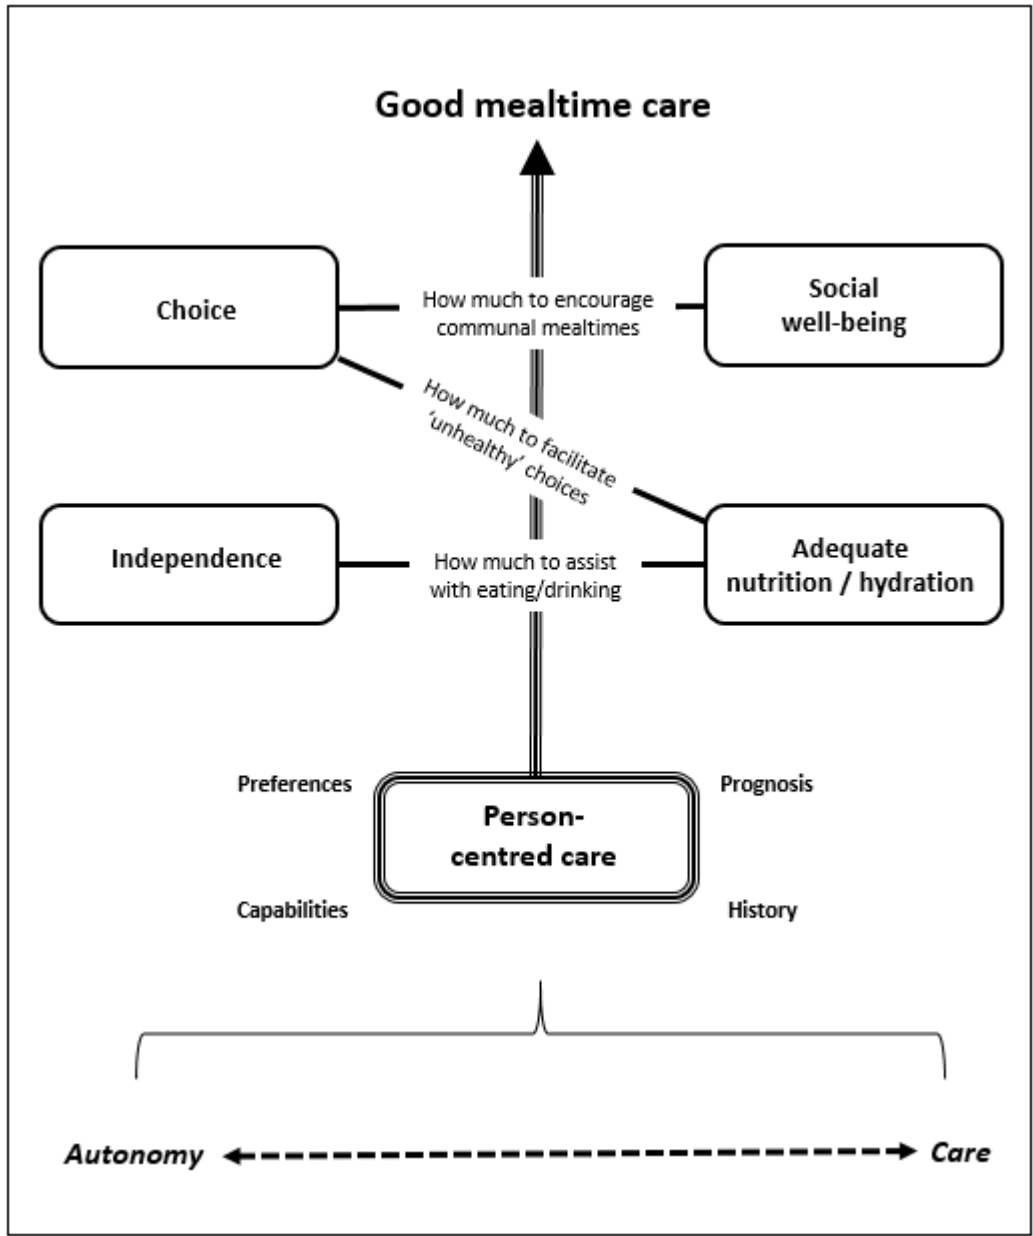 Good mealtime care
Choice
How much to encourage
communal mealtimes
Social
well-being
How much to facilitate
‘unhealthy’ choices
Independence
How much to assist
with eating/drinking
Adequate
nutrition / hydration
Preferences
Prognosis
Person-
centred care
Capabilities
History
Autonomy
Care